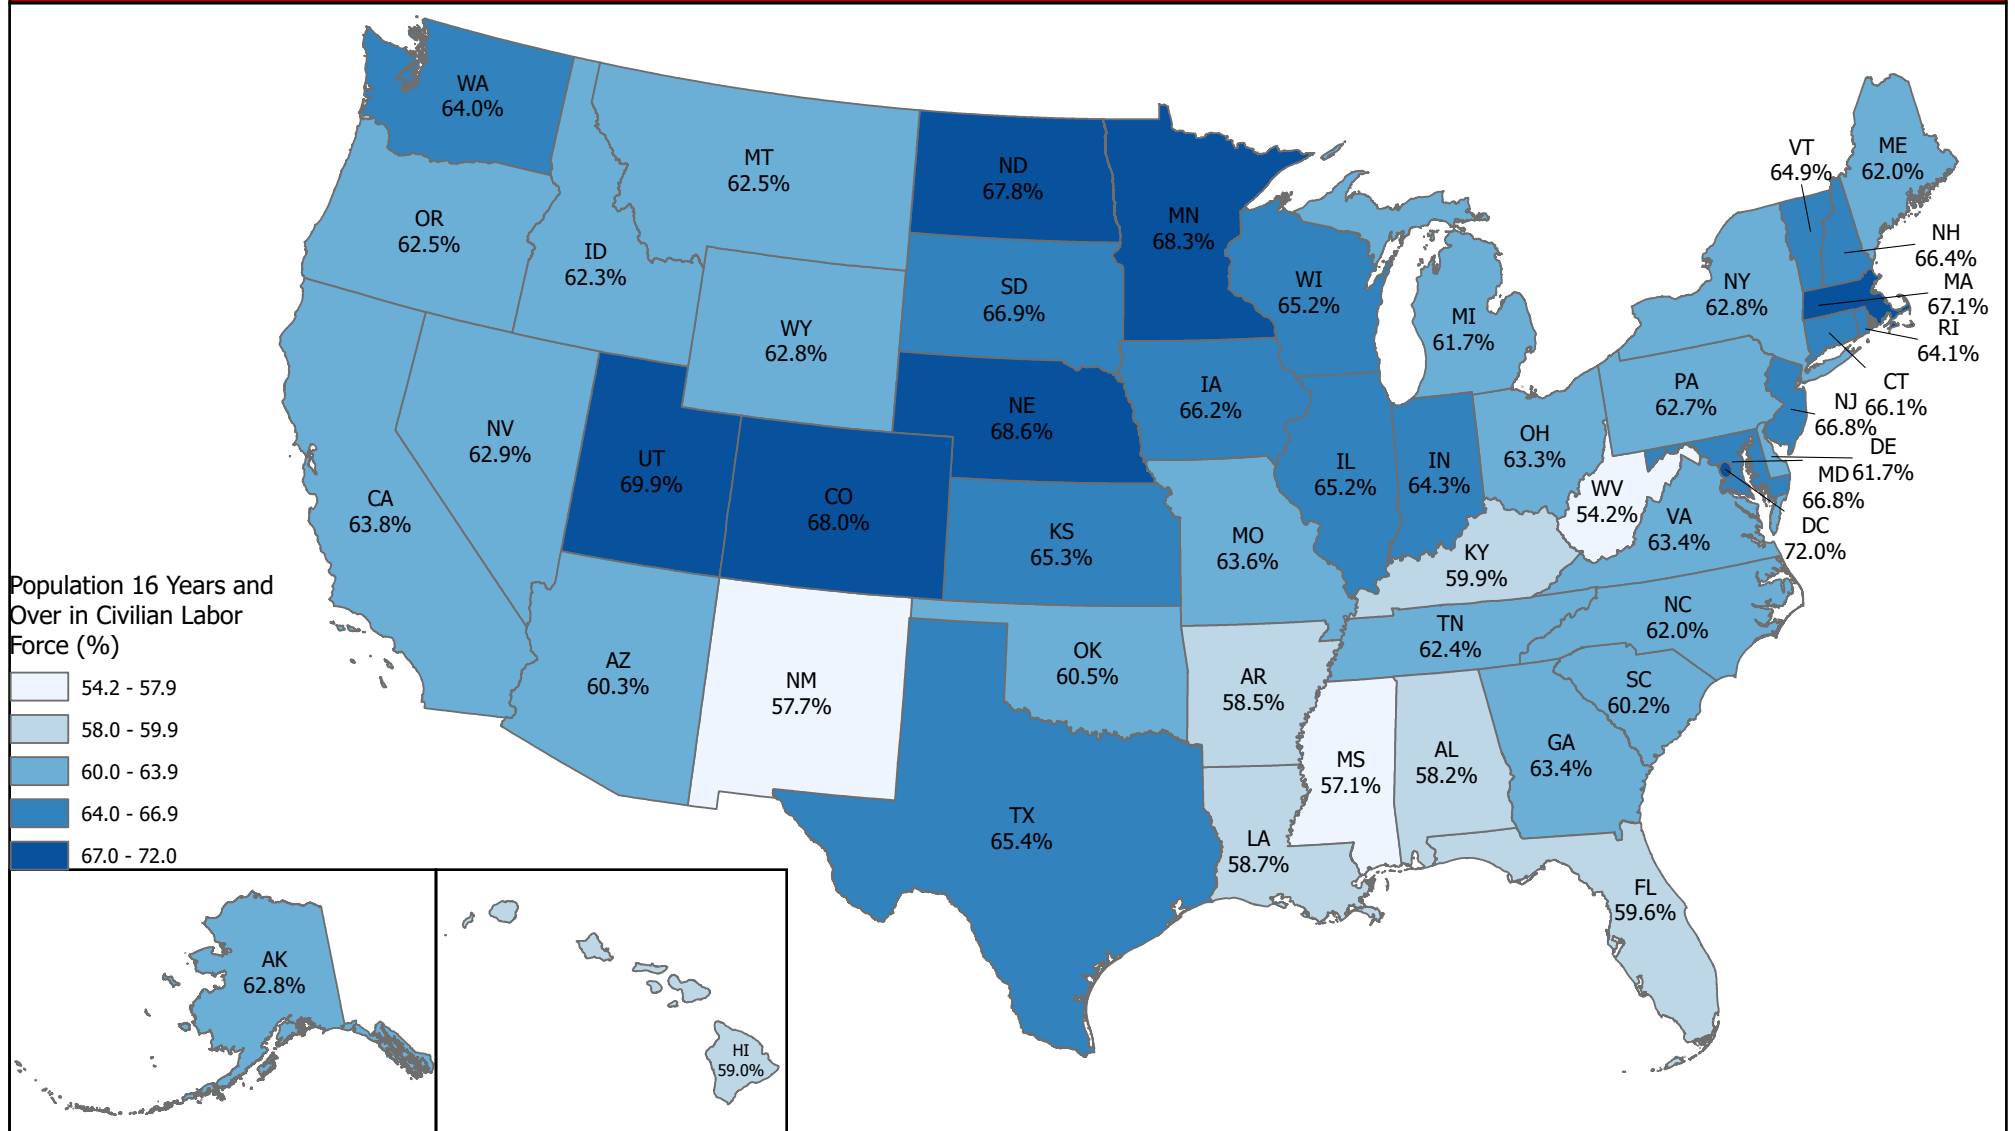 WA
64.0%
MT
62.5%
ND
67.8%
MN
68.3%
VT
64.9%
ME
62.0%
OR
62.5%
ID
62.3%
SD
66.9%
WI
65.2%
MI
61.7%
NY
62.8%
NH
66.4%
MA
67.1%
RI
64.1%
WY
62.8%
IA
66.2%
PA
62.7%
CT
66.1%
NJ
66.8%
NE
68.6%
NV
62.9%
UT
69.9%
CO
68.0%
IL
65.2%
IN
64.3%
OH
63.3%
DE
61.7%
MD
66.8%
DC
72.0%
WV
54.2%
VA
63.4%
CA
63.8%
KS
65.3%
MO
63.6%
KY
59.9%
NC
62.0%
TN
62.4%
AZ
60.3%
NM
57.7%
OK
60.5%
AR
58.5%
SC
60.2%
MS
57.1%
AL
58.2%
GA
63.4%
TX
65.4%
LA
58.7%
FL
59.6%
Population 16 Years and
Over in Civilian Labor
Force (%)
54.2 - 57.9
58.0 - 59.9
60.0 - 63.9
64.0 - 66.9
67.0 - 72.0
AK
62.8%
HI
59.0%